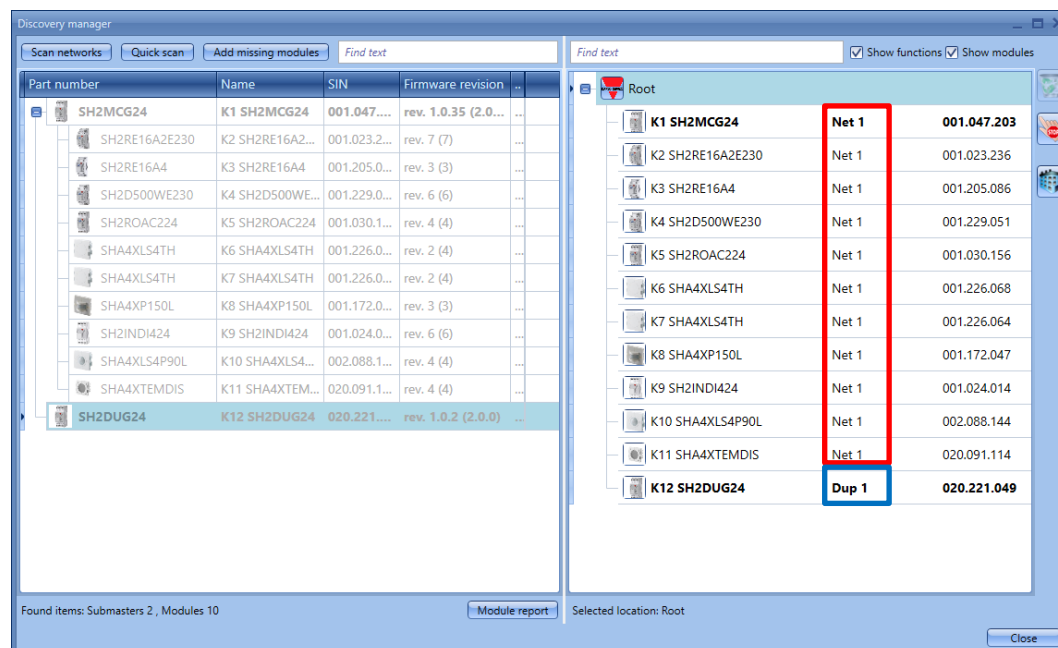 Discovery manager
Scan networks Quick scan Add missing modules Find text
Part number Name SIN Firmware revision ..
SH2MCG24 K1 SH2MCG24 001.047.... rev. 1.0.35 (2.0... ...
SH2RE16A2E230 K2 SH2RE16A2... 001.023.2... rev. 7 (7) ...
SH2RE16A4 K3 SH2RE16A4 001.205.0... rev. 3 (3) ...
SH2D500WE230 K4 SH2D500WE... 001.229.0... rev. 6 (6) ...
SH2ROAC224 K5 SH2ROAC224 001.030.1... rev. 4 (4) ...
SHA4XLS4TH K6 SHA4XLS4TH 001.226.0... rev. 2 (4) ...
SHA4XLS4TH K7 SHA4XLS4TH 001.226.0... rev. 2 (4) ...
SHA4XP150L K8 SHA4XP150L 001.172.0... rev. 3 (3) ...
SH2INDI424 K9 SH2INDI424 001.024.0... rev. 6 (6) ...
SHA4XLS4P90L K10 SHA4XLS4... 002.088.1... rev. 4 (4) ...
SHA4XTEMDIS K11 SHA4XTEM... 020.091.1... rev. 4 (4) ...
SH2DUG24 K12 SH2DUG24 020.221.... rev. 1.0.2 (2.0.0) ...
Found items: Submasters 2 , Modules 10 Module report
Find text Show functions Show modules
Root
K1 SH2MCG24 Net 1 001.047.203
K2 SH2RE16A2E230 Net 1 001.023.236
K3 SH2RE16A4 Net 1 001.205.086
K4 SH2D500WE230 Net 1 001.229.051
K5 SH2ROAC224 Net 1 001.030.156
K6 SHA4XLS4TH Net 1 001.226.068
K7 SHA4XLS4TH Net 1 001.226.064
K8 SHA4XP150L Net 1 001.172.047
K9 SH2INDI424 Net 1 001.024.014
K10 SHA4XLS4P90L Net 1 002.088.144
K11 SHA4XTEMDIS Net 1 020.091.114
K12 SH2DUG24 Dup 1 020.221.049
Selected location: Root
STOP
Close